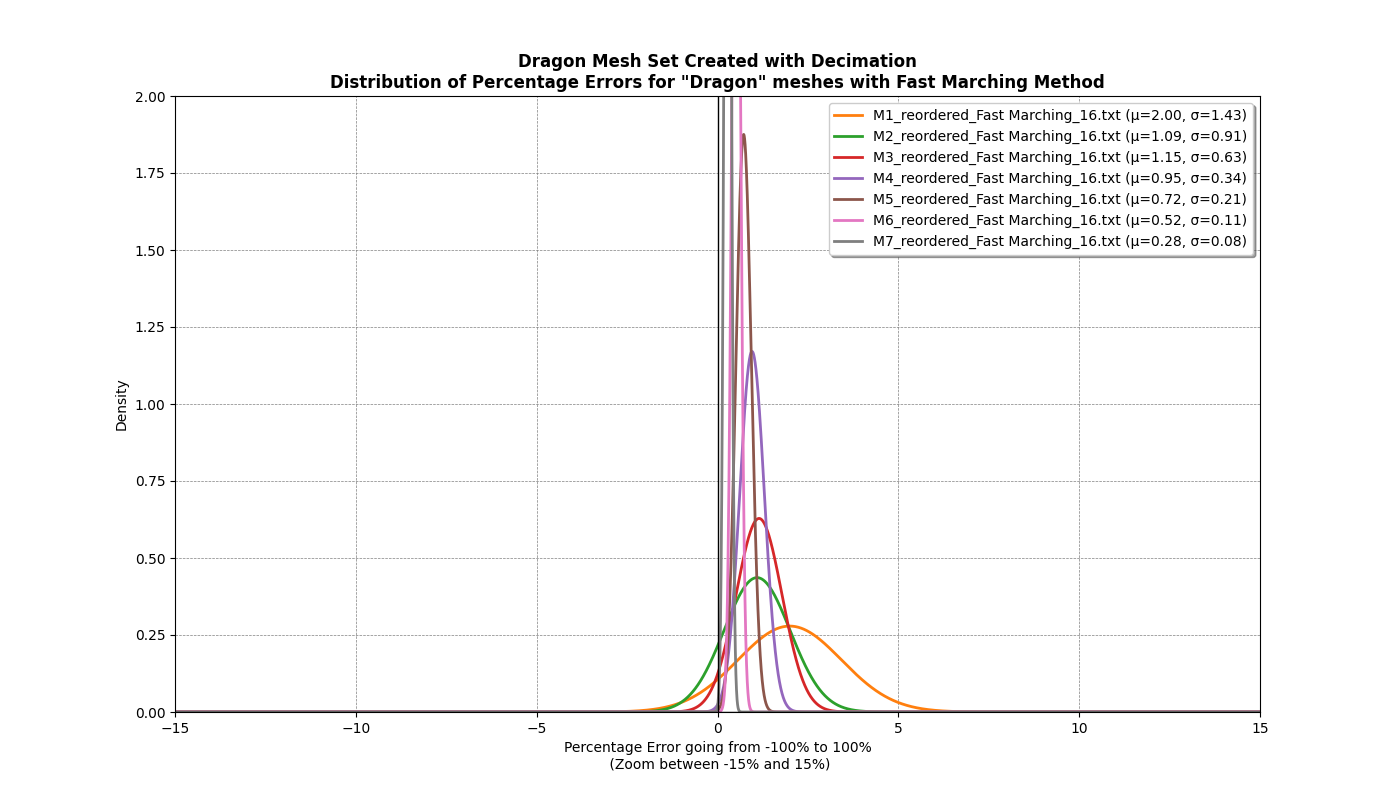 Dragon Mesh Set Created with Decimation
Distribution of Percentage Errors for "Dragon" meshes with Fast Marching Method
M1_reordered_Fast Marching_16.txt (μ=2.00, σ=1.43)
M2_reordered_Fast Marching_16.txt (μ=1.09, σ=0.91)
M3_reordered_Fast Marching_16.txt (μ=1.15, σ=0.63)
M4_reordered_Fast Marching_16.txt (μ=0.95, σ=0.34)
M5_reordered_Fast Marching_16.txt (μ=0.72, σ=0.21)
M6_reordered_Fast Marching_16.txt (μ=0.52, σ=0.11)
M7_reordered_Fast Marching_16.txt (μ=0.28, σ=0.08)
Density
2.00
1.75
1.50
1.25
1.00
0.75
0.50
0.25
0.00
−15 −10 −5 0 5 10 15
Percentage Error going from -100% to 100%
(Zoom between -15% and 15%)